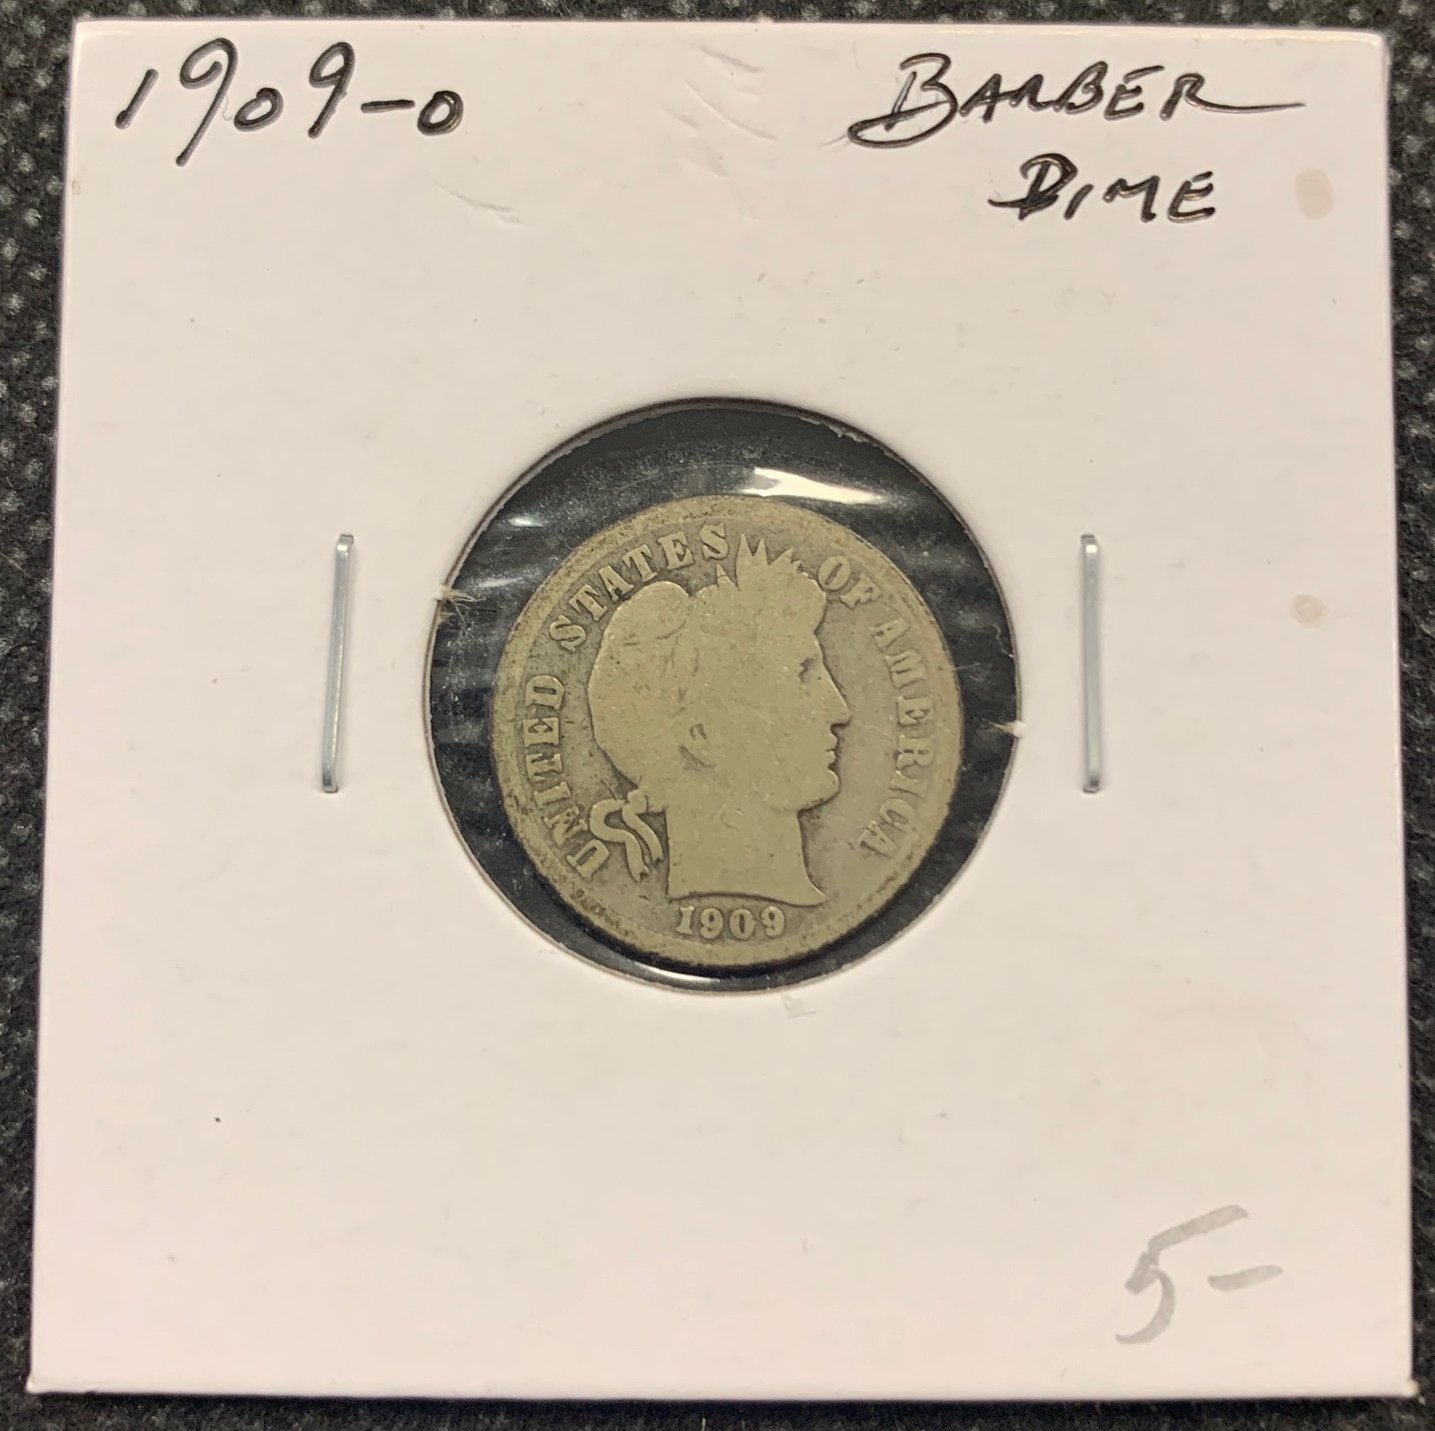 1909-0
BARBER
DIME
UNITED STATES OF AMERICA
1909
5-